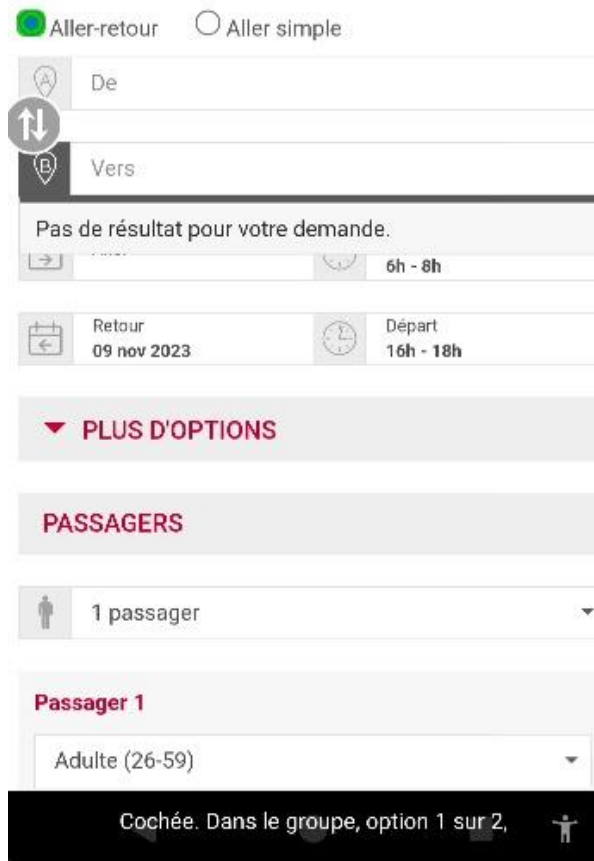 Aller-retour Aller simple
A De
B Vers
Pas de résultat pour votre demande.
6h - 8h
Retour Départ
09 nov 2023 16h - 18h
PLUS D'OPTIONS
PASSAGERS
1 passager
Passager 1
Adulte (26-59)
Cochée. Dans le groupe, option 1 sur 2,